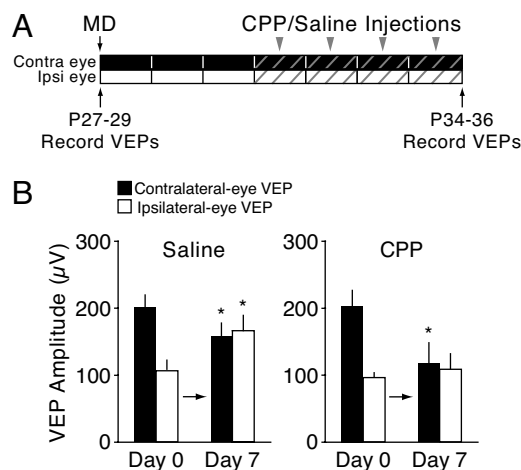 A
MD
CPP/Saline Injections
Contra eye
Ipsi eye
P27-29
Record VEPs
P34-36
Record VEPs
B
Contralateral-eye VEP
Ipsilateral-eye VEP
VEP Amplitude (µV)
300
200
100
0
Saline
*
*
Day 0
Day 7
300
200
100
0
CPP
*
Day 0
Day 7